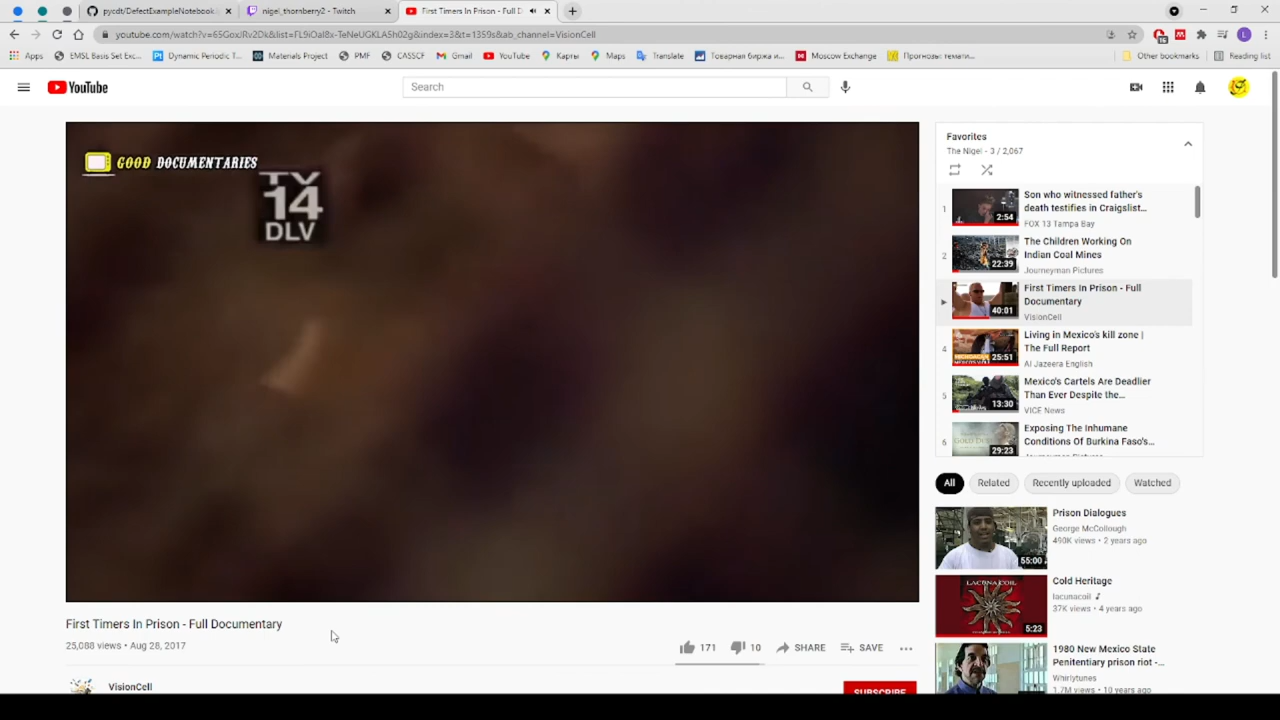 pycdt/DefectExampleNotebook.
nigel_thornberry2 - Twitch
First Timers In Prison - Full D
youtube.com/watch?v=65GoxJRv2Dk&list=FL9iOal8x-TeNeUGKLASh02g&index=3&t=1359s&ab_channel=VisionCell
Apps
EMSL Basis Set Exc...
Dynamic Periodic T...
Materials Project
PMF
CASSCF
Gmail
YouTube
Карты
Maps
Translate
Товарная биржа и...
Moscow Exchange
Прогнозы темати...
Other bookmarks
Reading list
YouTube
Search
GOOD DOCUMENTARIES
TV
14
DLV
Favorites
The Nigel - 3 / 2,067
1
Son who witnessed father's
death testifies in Craigslist...
FOX 13 Tampa Bay
2:54
2
The Children Working On
Indian Coal Mines
Journeyman Pictures
22:39
First Timers In Prison - Full
Documentary
VisionCell
40:01
4
Living in Mexico's kill zone |
The Full Report
Al Jazeera English
25:51
5
Mexico's Cartels Are Deadlier
Than Ever Despite the...
VICE News
13:30
6
Exposing The Inhumane
Conditions Of Burkina Faso's...
Journeyman Pictures
29:23
All
Related
Recently uploaded
Watched
Prison Dialogues
George McCollough
490K views • 2 years ago
55:00
LACUNA COIL
Cold Heritage
lacunacoil
37K views • 4 years ago
5:23
1980 New Mexico State
Penitentiary prison riot -...
Whirlytunes
1.7M views • 10 years ago
First Timers In Prison - Full Documentary
25,088 views • Aug 28, 2017
171
10
SHARE
SAVE
VisionCell
SUBSCRIBE